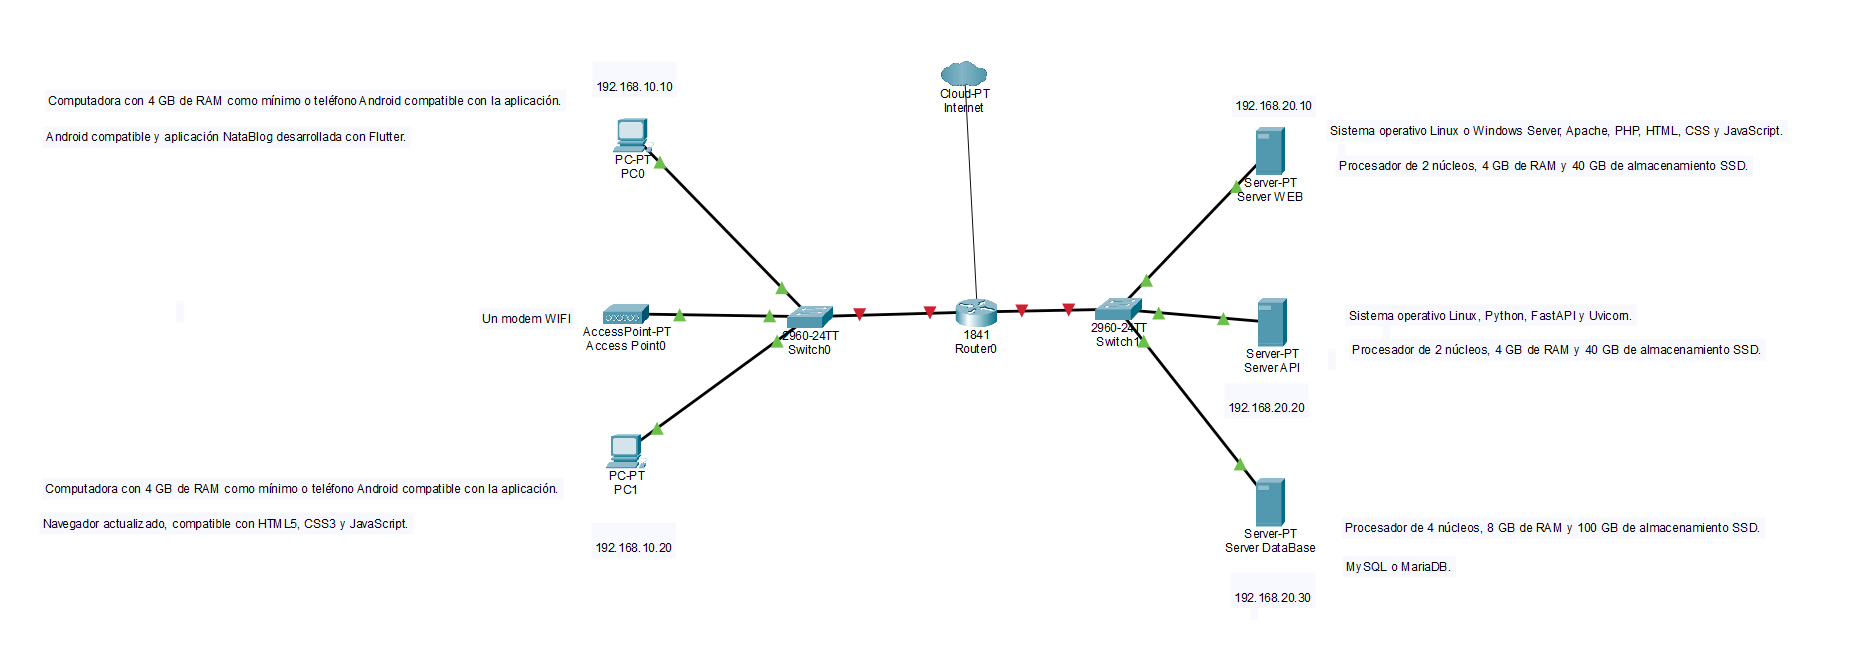 192.168.10.10
Computadora con 4 GB de RAM como mínimo o teléfono Android compatible con la aplicación.
Android compatible y aplicación NataBlog desarrollada con Flutter.
PC-PT
PC0
Cloud-PT
Internet
192.168.20.10
Sistema operativo Linux o Windows Server, Apache, PHP, HTML, CSS y JavaScript.
Procesador de 2 núcleos, 4 GB de RAM y 40 GB de almacenamiento SSD.
Server-PT
Server WEB
Un modem WIFI
AccessPoint-PT
Access Point0
2960-24TT
Switch0
1841
Router0
2960-24TT
Switch1
Sistema operativo Linux, Python, FastAPI y Uvicorn.
Procesador de 2 núcleos, 4 GB de RAM y 40 GB de almacenamiento SSD.
Server-PT
Server API
192.168.20.20
PC-PT
PC1
Computadora con 4 GB de RAM como mínimo o teléfono Android compatible con la aplicación.
Navegador actualizado, compatible con HTML5, CSS3 y JavaScript.
192.168.10.20
Server-PT
Server DataBase
Procesador de 4 núcleos, 8 GB de RAM y 100 GB de almacenamiento SSD.
MySQL o MariaDB.
192.168.20.30